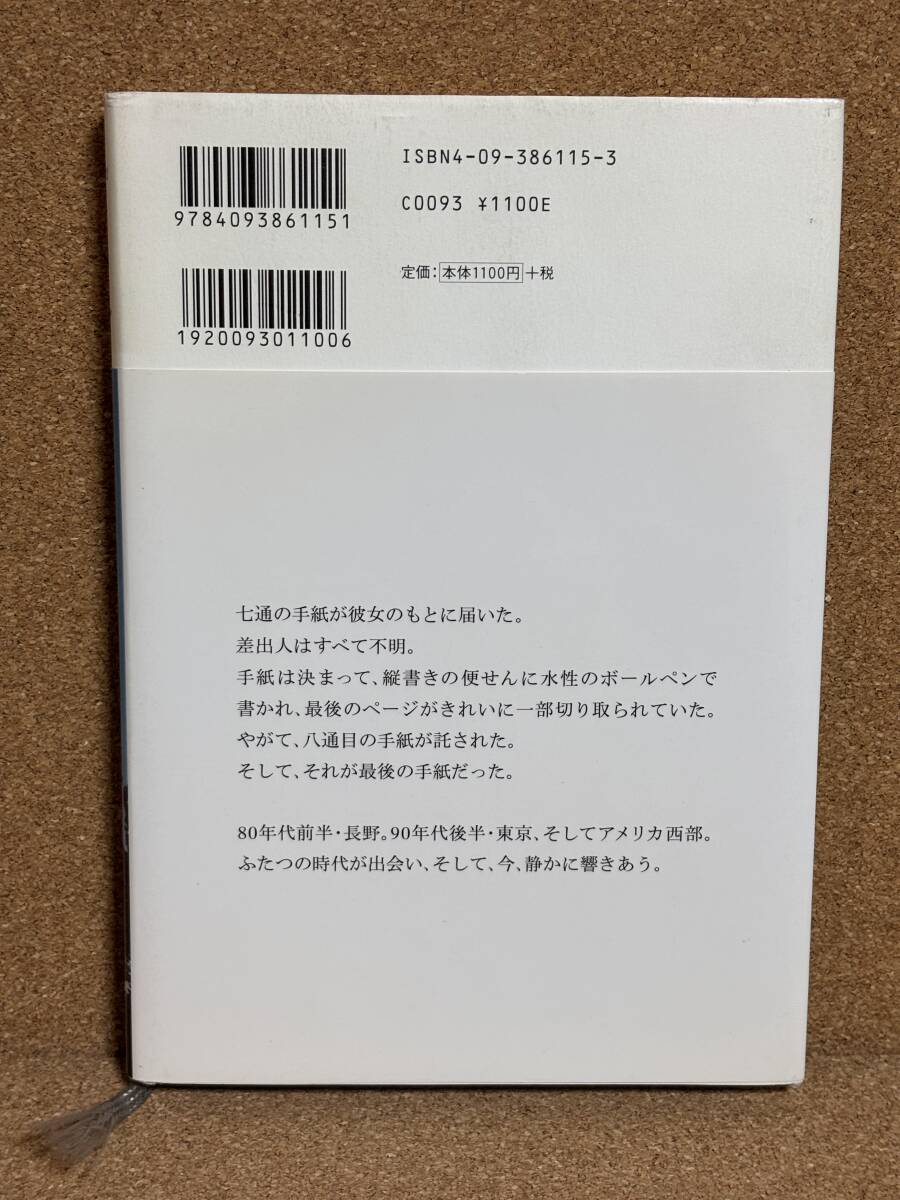 ISBN4-09-386115-3
9784093861151
C0093 ¥1100E
定価：本体1100円+税
1920093011006
七通の手紙が彼女のもとに届いた。
差出人はすべて不明。
手紙は決まって、縦書きの便せんに水性のボールペンで
書かれ、最後のページがきれいに一部切り取られていた。
やがて、八通目の手紙が託された。
そして、それが最後の手紙だった。
80年代前半・長野。90年代後半・東京、そしてアメリカ西部。
ふたつの時代が出会い、そして、今、静かに響きあう。